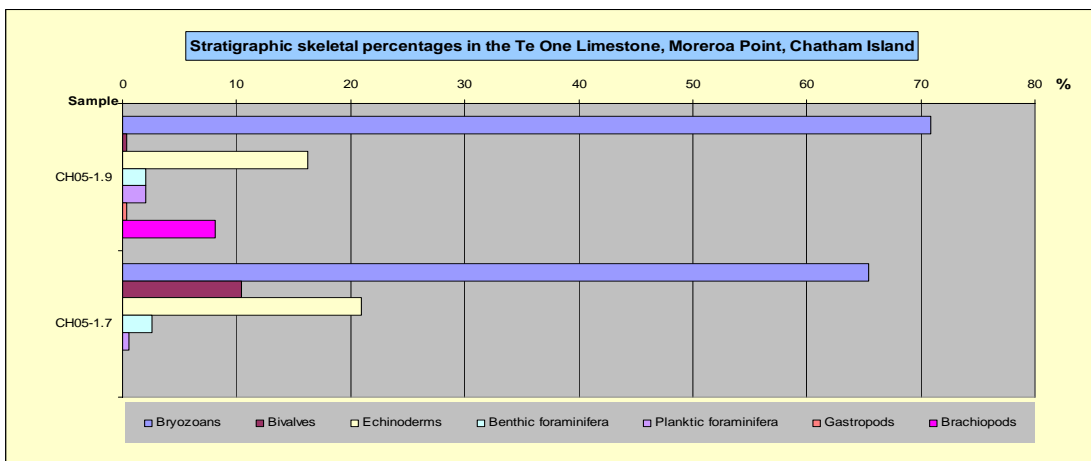 Stratigraphic skeletal percentages in the Te One Limestone, Moreroa Point, Chatham Island
0 10 20 30 40 50 60 70 80 %
Sample
CH05-1.9
CH05-1.7
Bryozoans Bivalves Echinoderms Benthic foraminifera Planktic foraminifera Gastropods Brachiopods